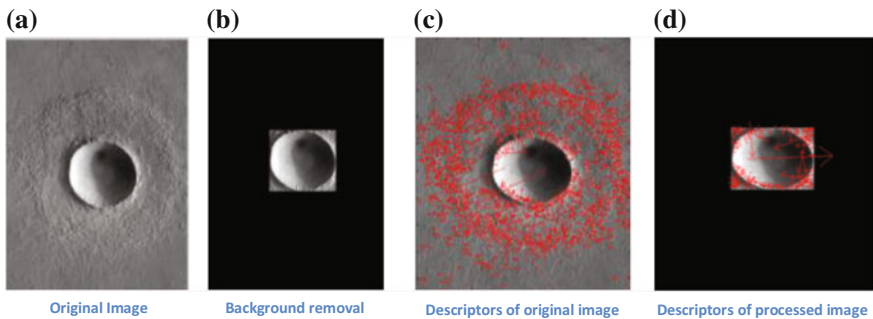 (a) (b) (c) (d)
Original Image Background removal Descriptors of original image Descriptors of processed image